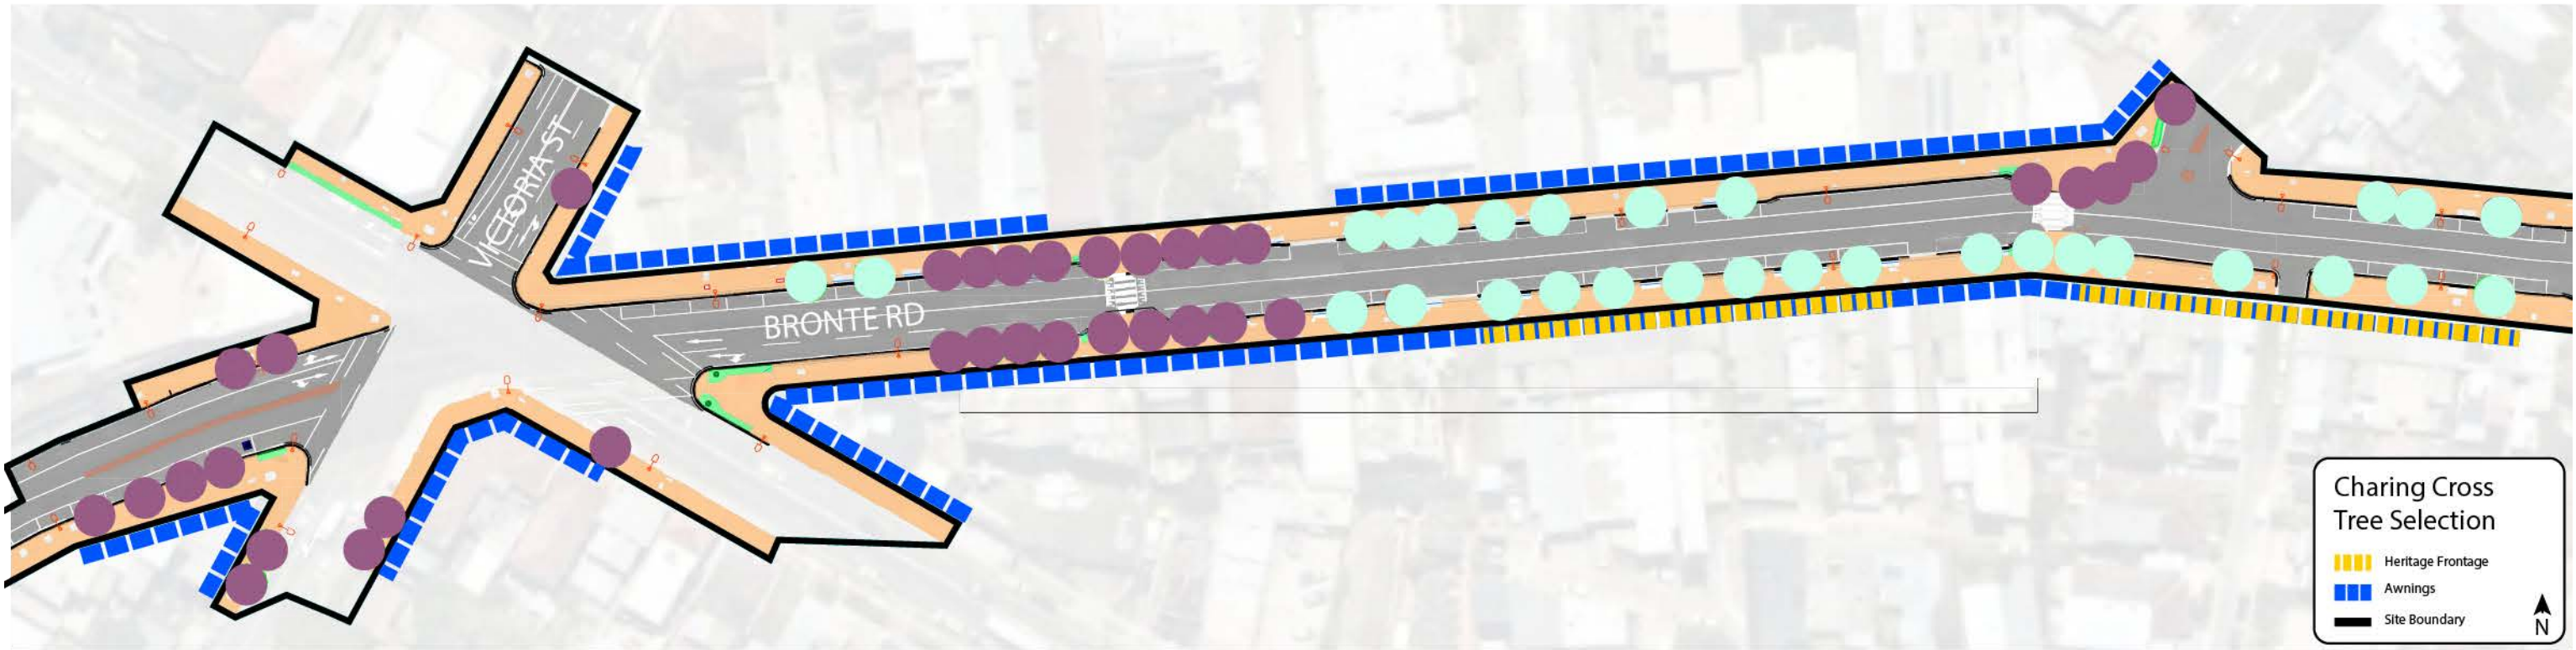 VICTORIA ST
BRONTE RD
Charing Cross
Tree Selection
Heritage Frontage
Awnings
Site Boundary
N